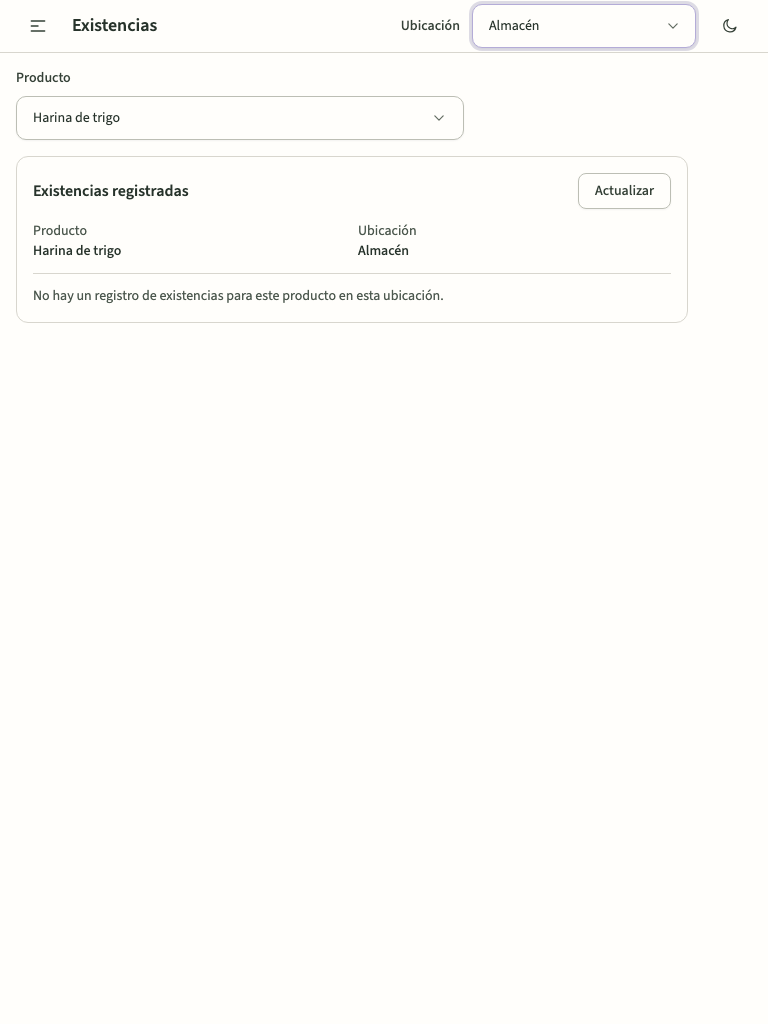 Existencias
Ubicación
Almacén
Producto
Harina de trigo
Existencias registradas
Actualizar
Producto
Harina de trigo
Ubicación
Almacén
No hay un registro de existencias para este producto en esta ubicación.